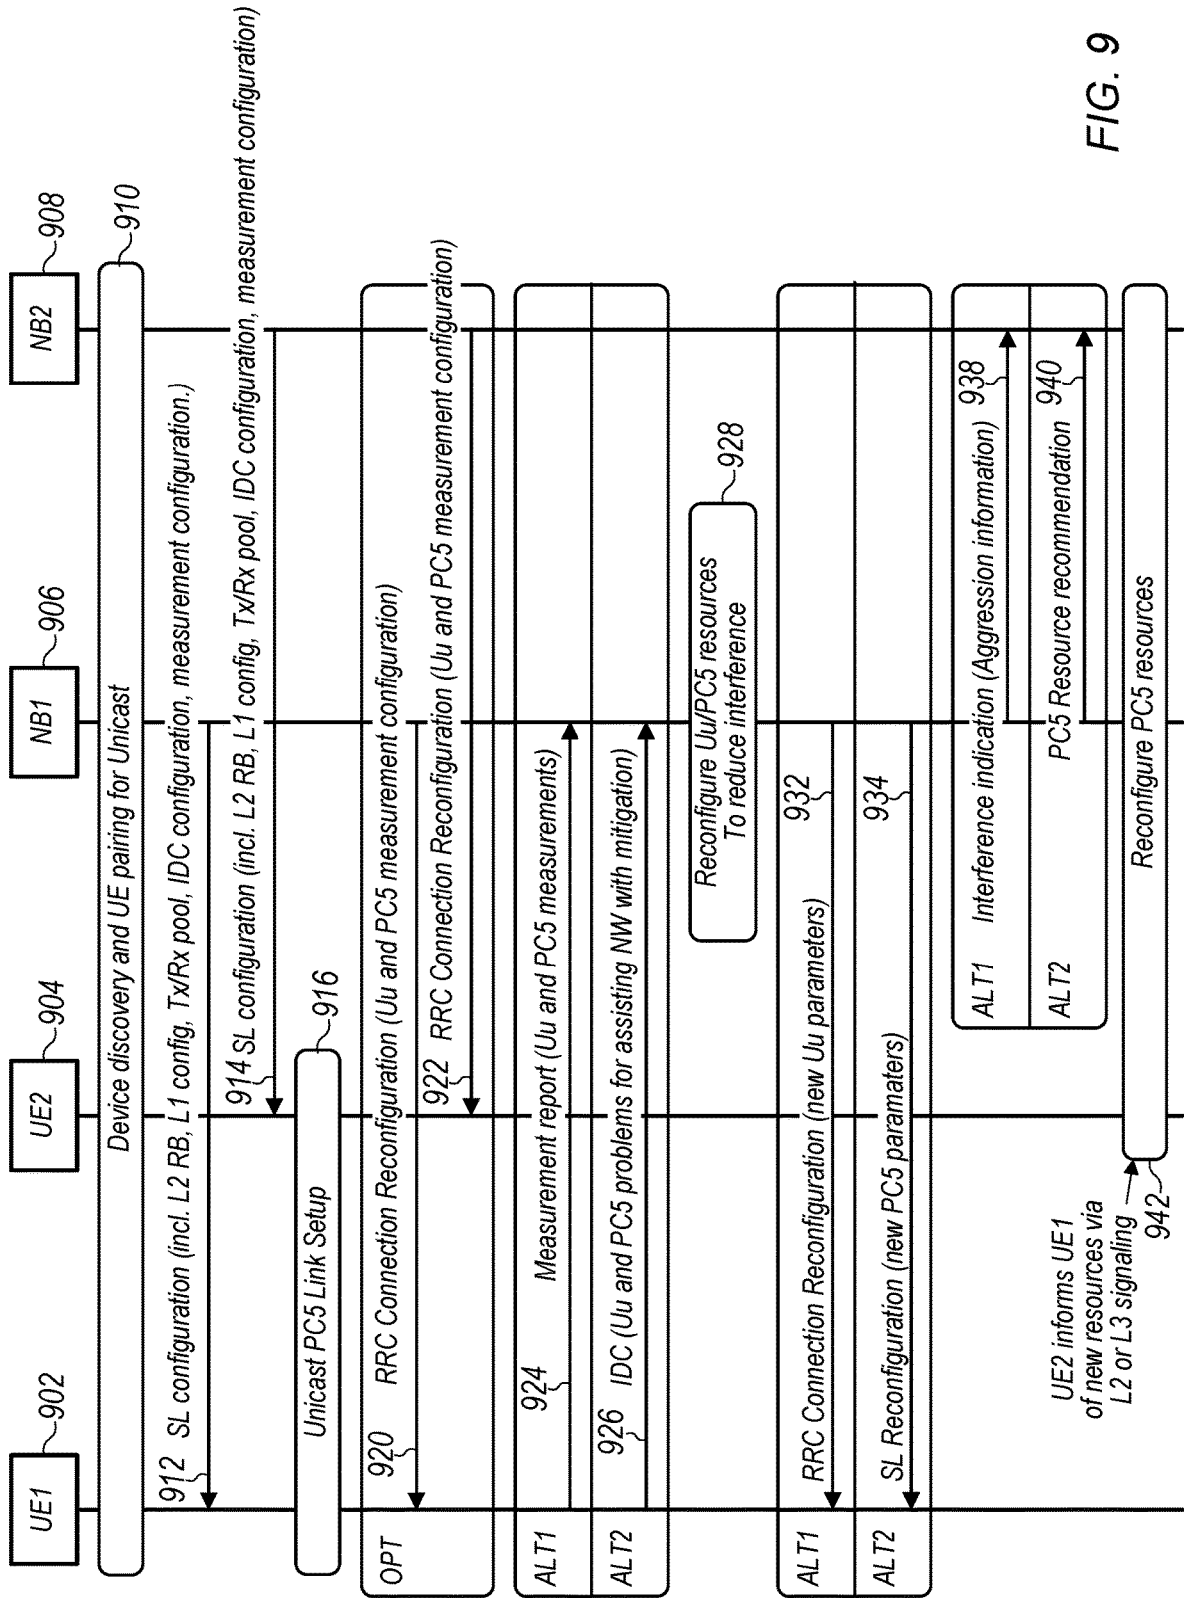 UE1
902
UE2
904
NB1
906
NB2
908
Device discovery and UE pairing for Unicast
910
SL configuration (incl. L2 RB, L1 config, Tx/Rx pool, IDC configuration, measurement configuration.)
912
914
SL configuration (incl. L2 RB, L1 config, Tx/Rx pool, IDC configuration, measurement configuration)
Unicast PC5 Link Setup
916
OPT
920
RRC Connection Reconfiguration (Uu and PC5 measurement configuration)
922
RRC Connection Reconfiguration (Uu and PC5 measurement configuration)
ALT1
924
Measurement report (Uu and PC5 measurements)
ALT2
926
IDC (Uu and PC5 problems for assisting NW with mitigation)
Reconfigure Uu/PC5 resources
To reduce interference
928
ALT1
RRC Connection Reconfiguration (new Uu parameters)
932
ALT2
SL Reconfiguration (new PC5 paramaters)
934
ALT1
Interference indication (Aggression information)
938
ALT2
PC5 Resource recommendation
940
UE2 informs UE1
of new resources via
L2 or L3 signaling
942
Reconfigure PC5 resources
FIG. 9